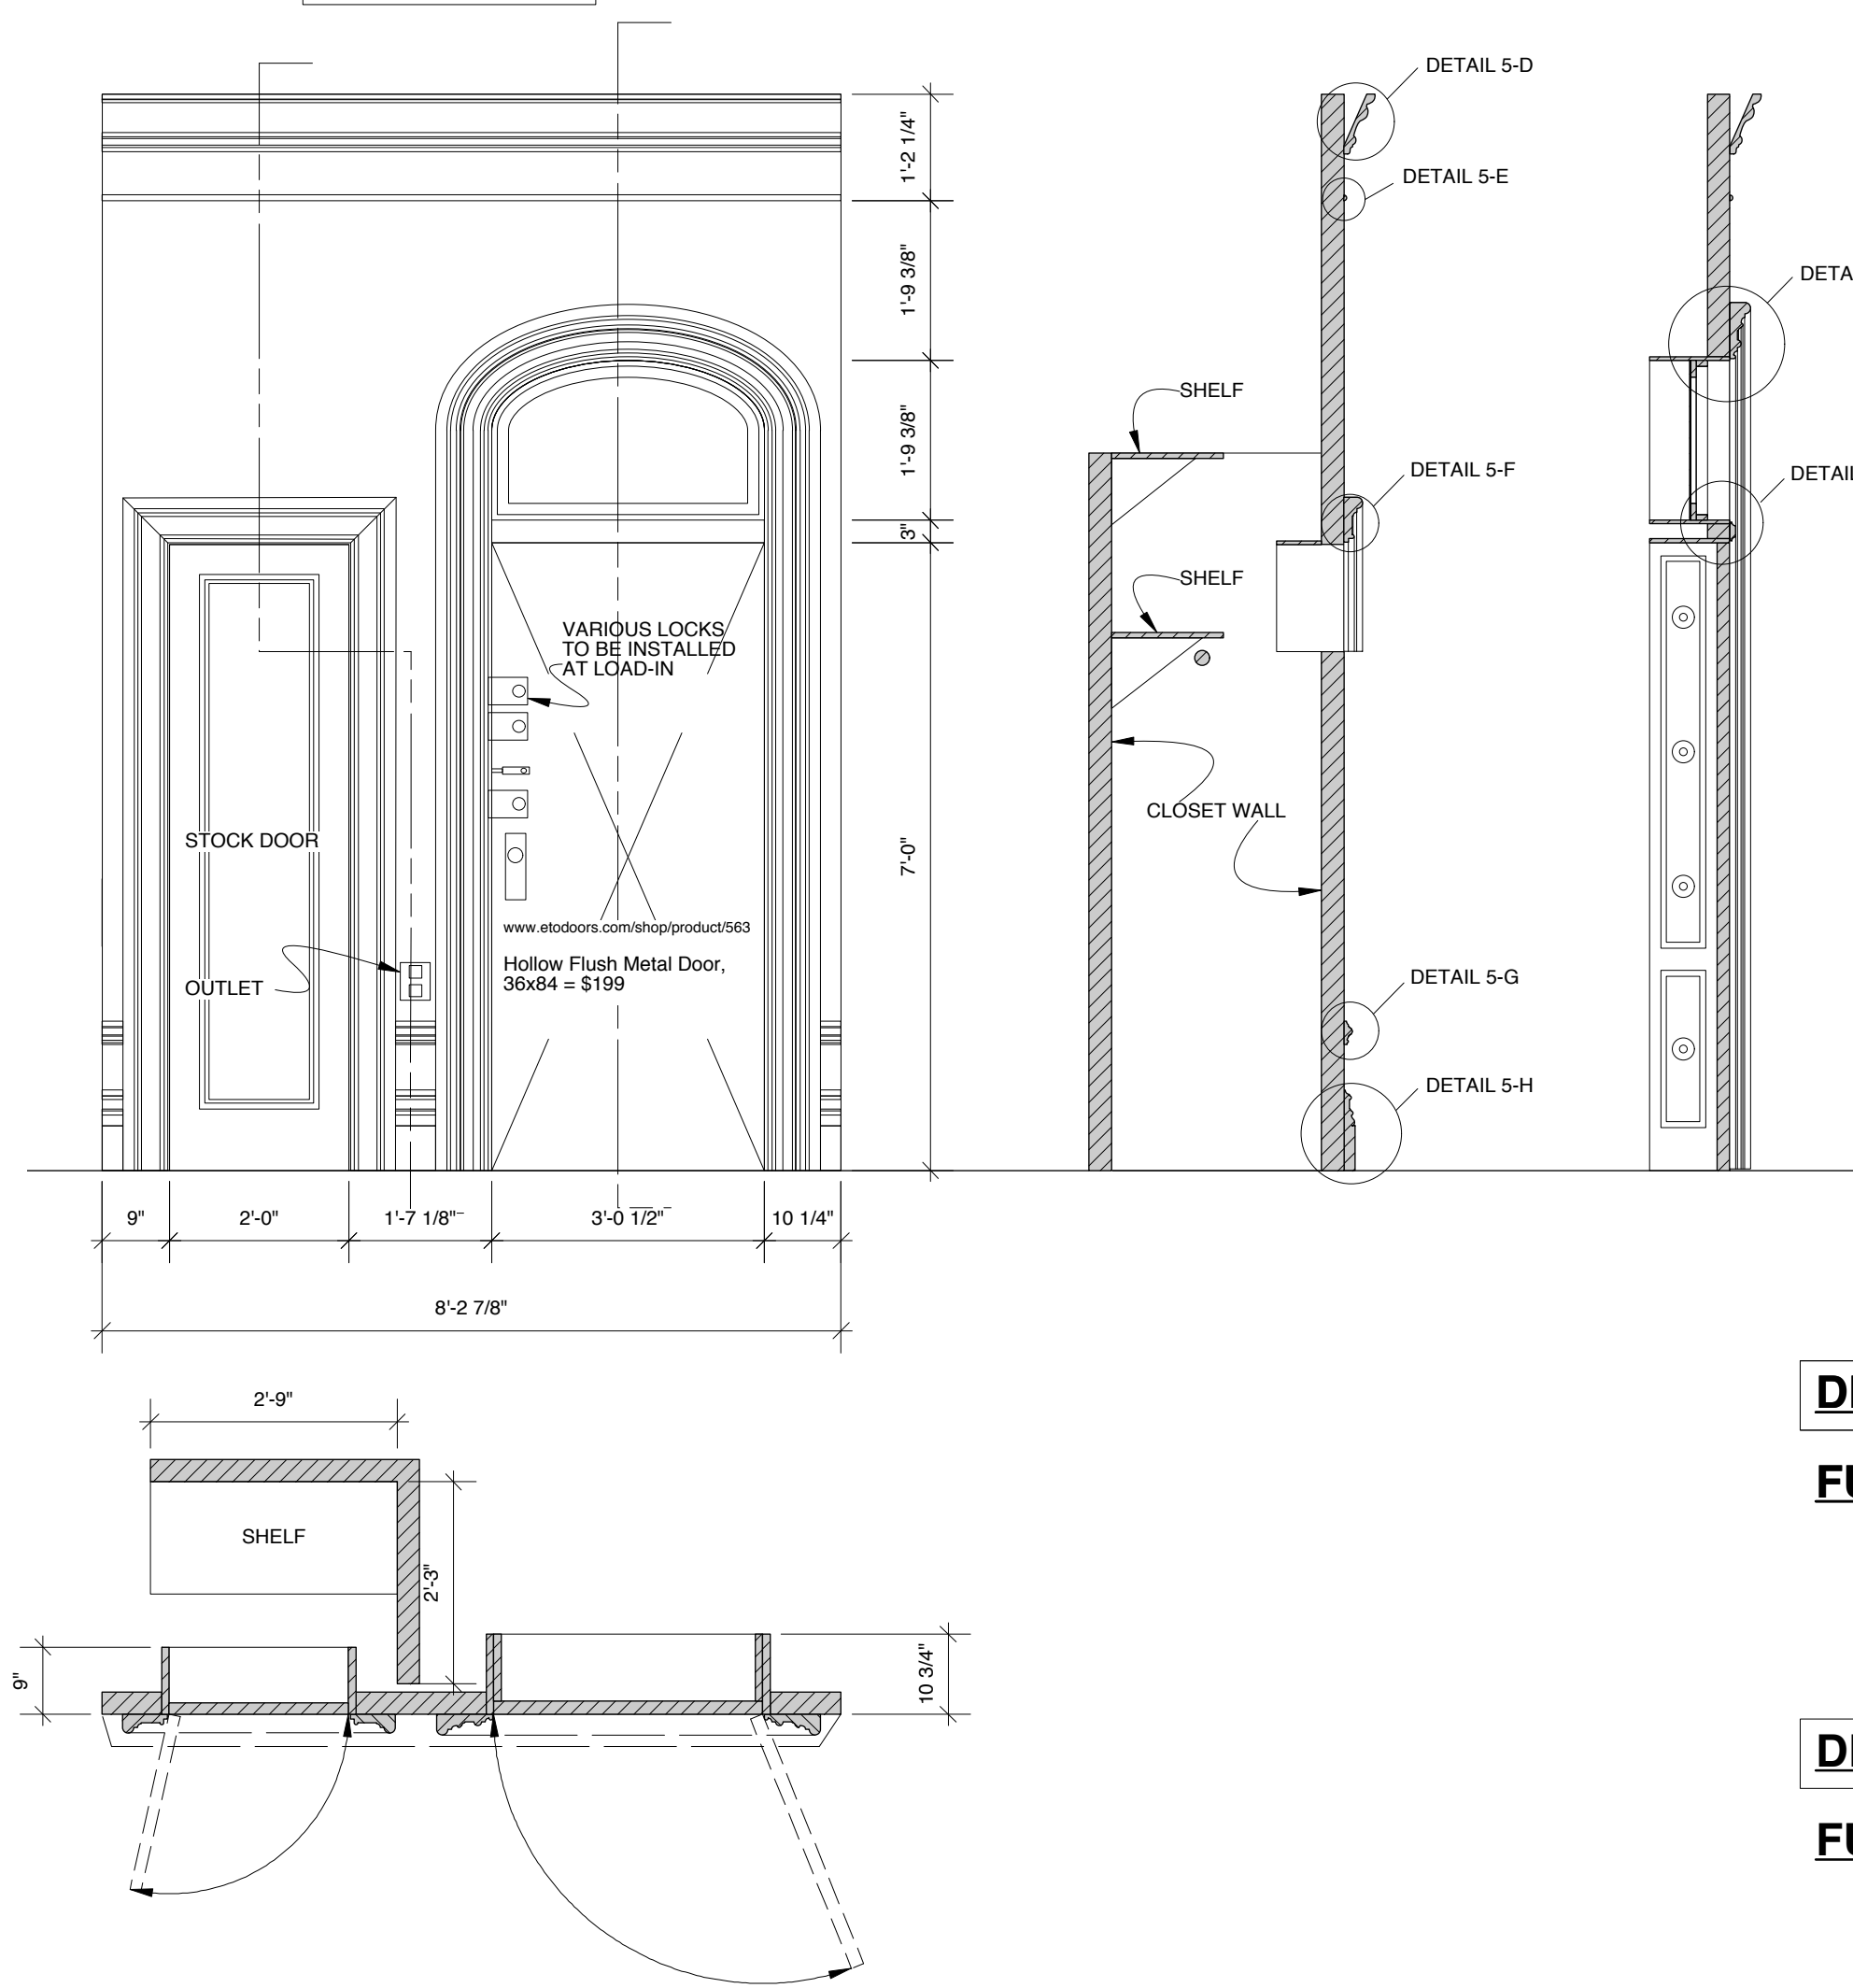 DETAIL 5-D
1'-2 1/4"
DETAIL 5-E
1'-9 3/8"
DETA
SHELF
1'-9 3/8"
DETAIL 5-F
DETAIL
3"
SHELF
VARIOUS LOCKS
TO BE INSTALLED
AT LOAD-IN
CLOSET WALL
STOCK DOOR
7'-0"
www.etodoors.com/shop/product/563
Hollow Flush Metal Door,
36x84 = $199
OUTLET
DETAIL 5-G
DETAIL 5-H
9"
2'-0"
1'-7 1/8"
3'-0 1/2"
10 1/4"
8'-2 7/8"
2'-9"
SHELF
2'-3"
9"
10 3/4"